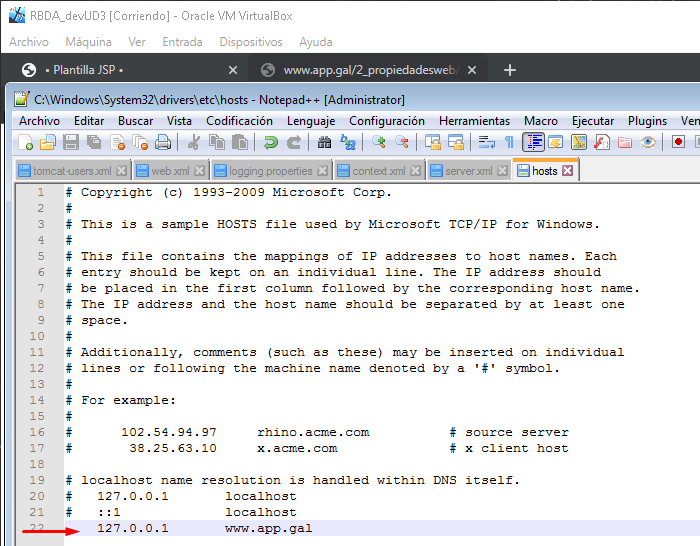 RBDA_devUD3 [Corriendo] - Oracle VM VirtualBox
Archivo Máquina Ver Entrada Dispositivos Ayuda
• Plantilla JSP • www.app.gal/2_propiedadesweb/
C:\Windows\System32\drivers\etc\hosts - Notepad++ [Administrator]
Archivo Editar Buscar Vista Codificación Lenguaje Configuración Herramientas Macro Ejecutar Plugins Ven
tomcat-users.xml web.xml logging.properties context.xml server.xml hosts
1 # Copyright (c) 1993-2009 Microsoft Corp.
2 #
3 # This is a sample HOSTS file used by Microsoft TCP/IP for Windows.
4 #
5 # This file contains the mappings of IP addresses to host names. Each
6 # entry should be kept on an individual line. The IP address should
7 # be placed in the first column followed by the corresponding host name.
8 # The IP address and the host name should be separated by at least one
9 # space.
10 #
11 # Additionally, comments (such as these) may be inserted on individual
12 # lines or following the machine name denoted by a '#' symbol.
13 #
14 # For example:
15 #
16 # 102.54.94.97 rhino.acme.com # source server
17 # 38.25.63.10 x.acme.com # x client host
18
19 # localhost name resolution is handled within DNS itself.
20 # 127.0.0.1 localhost
21 # ::1 localhost
22 127.0.0.1 www.app.gal